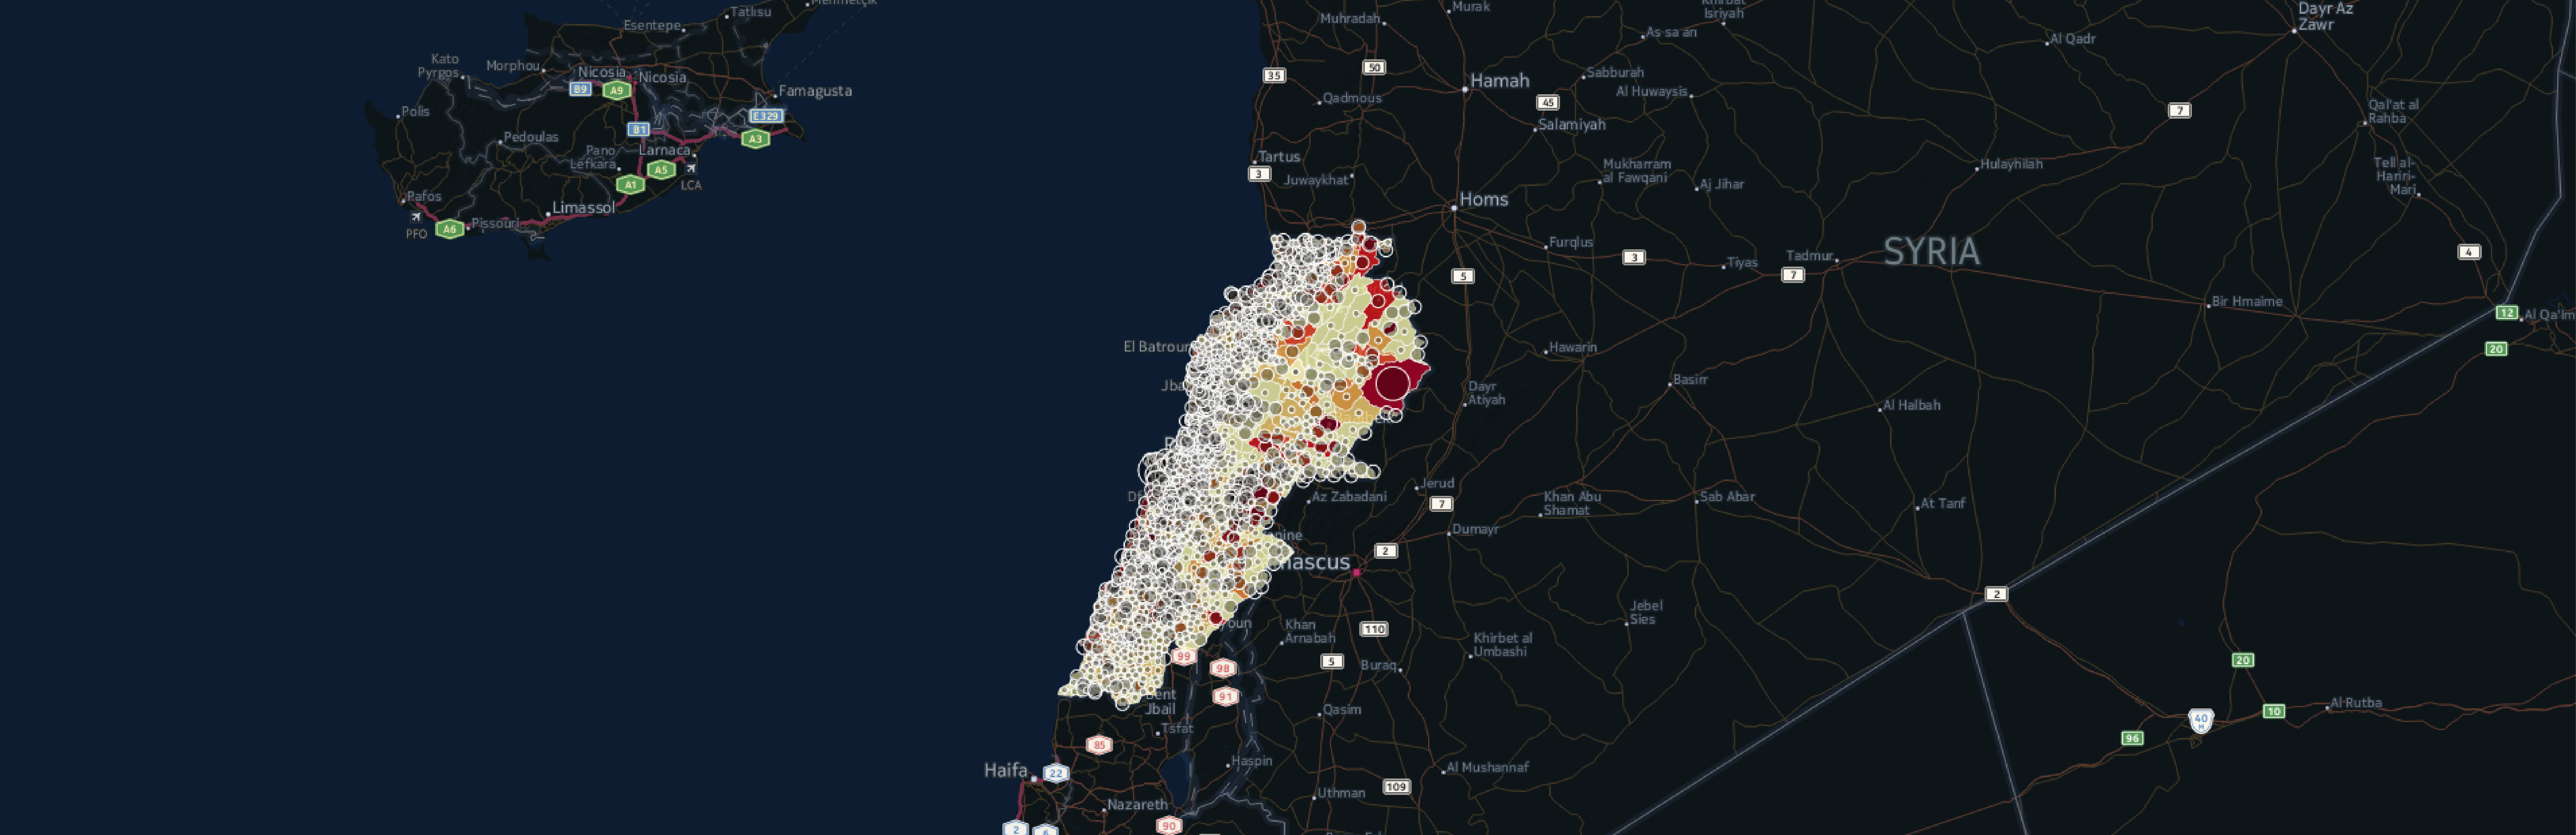 Tatlısu
Esentepe
Kato
Pyrgos
Morphou
Nicosia
Nicosia
B9
A9
Famagusta
Polis
E329
B1
A3
Pedoulas
Pano
Lefkara
Larnaca
A5
LCA
A1
Pafos
Limassol
PFO
A6
Pissouri
Muhradah
Murak
Isriyah
As sa an
Dayr Az
Zawr
Al Qadr
35
50
Hamah
Sabburah
Al Huwaysis
Qadmous
45
Salamiyah
7
Qal'at al
Rahba
Tartus
3
Juwaykhat
Mukharram
al Fawqani
Aj Jihar
Hulayhilah
Tell al-
Hariri-
Mari
Homs
Furqlus
3
Tiyas
Tadmur
7
SYRIA
4
5
Bir Hmaime
12
20
El Batroun
Hawarin
Dayr
Atiyah
Basirr
Al Halbah
Jerud
Az Zabadani
7
Khan Abu
Shamat
Sab Abar
At Tanf
Dumayr
2
nascus
2
Jebel
Sies
Khan
Arnabah
110
Khirbet al
Umbashi
5
Buraq
99
98
91
Jbail
Qasim
Tsfat
85
20
10
Al Rutba
40
96
Haifa
22
Haspin
Al Mushannaf
109
Uthman
Nazareth
90
2
6